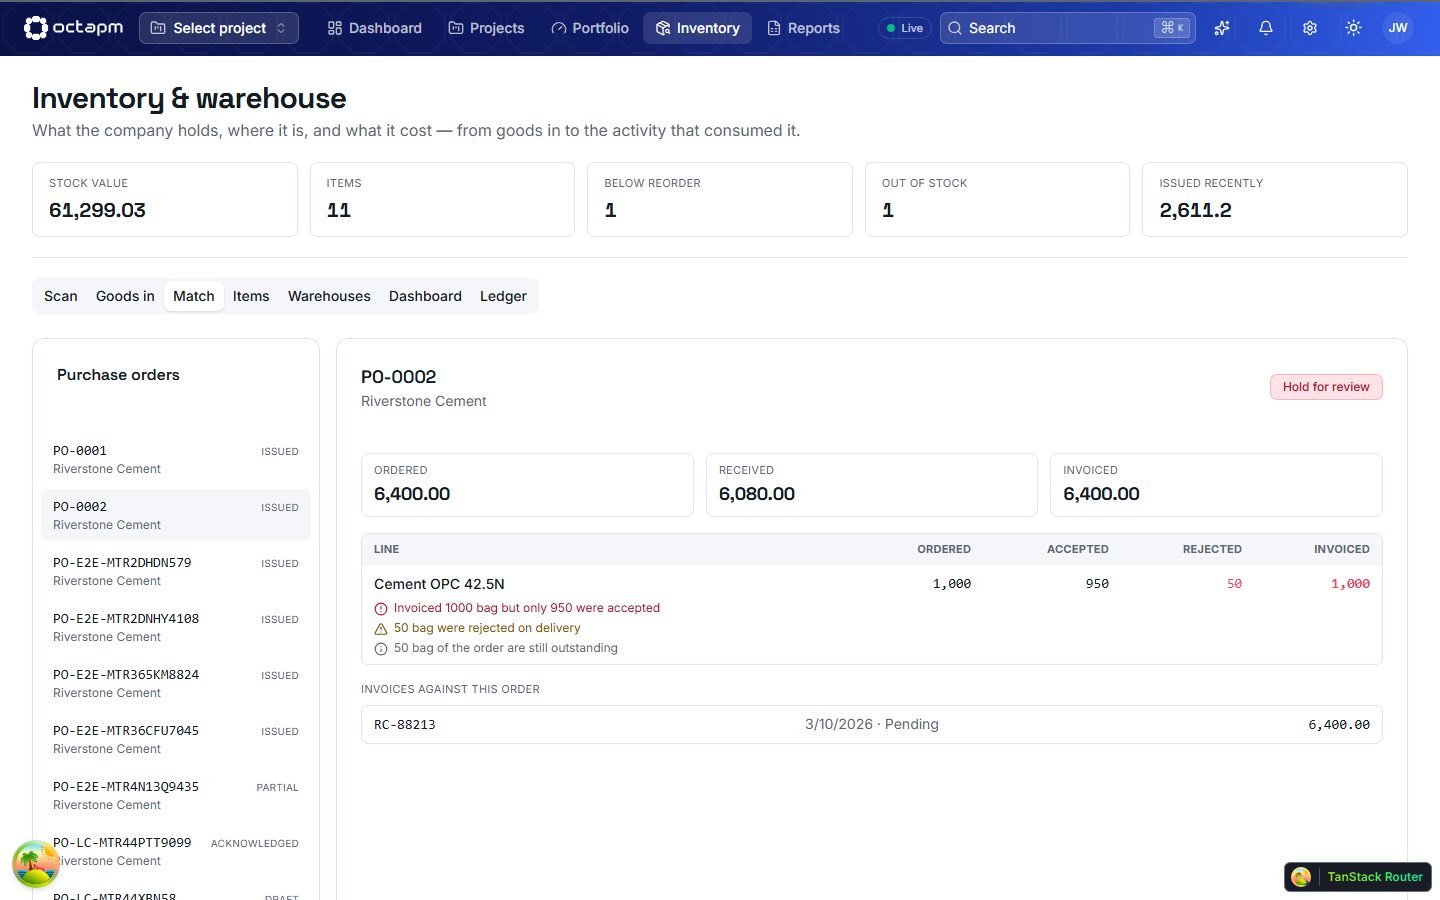 octapm
Select project
Dashboard
Projects
Portfolio
Inventory
Reports
Live
Search
⌘ K
JW
Inventory & warehouse
What the company holds, where it is, and what it cost — from goods in to the activity that consumed it.
STOCK VALUE
61,299.03
ITEMS
11
BELOW REORDER
1
OUT OF STOCK
1
ISSUED RECENTLY
2,611.2
Scan
Goods in
Match
Items
Warehouses
Dashboard
Ledger
Purchase orders
PO-0001 ISSUED
Riverstone Cement
PO-0002 ISSUED
Riverstone Cement
PO-E2E-MTR2DHDN579 ISSUED
Riverstone Cement
PO-E2E-MTR2DNHY4108 ISSUED
Riverstone Cement
PO-E2E-MTR365KM8824 ISSUED
Riverstone Cement
PO-E2E-MTR36CFU7045 ISSUED
Riverstone Cement
PO-E2E-MTR4N13Q9435 PARTIAL
Riverstone Cement
PO-LC-MTR44PTT9099 ACKNOWLEDGED
Riverstone Cement
PO-LC-MTR44XBN58 DRAFT
PO-0002
Riverstone Cement
Hold for review
ORDERED
6,400.00
RECEIVED
6,080.00
INVOICED
6,400.00
LINE ORDERED ACCEPTED REJECTED INVOICED
Cement OPC 42.5N 1,000 950 50 1,000
Invoiced 1000 bag but only 950 were accepted
50 bag were rejected on delivery
50 bag of the order are still outstanding
INVOICES AGAINST THIS ORDER
RC-88213 3/10/2026 · Pending 6,400.00
TanStack Router